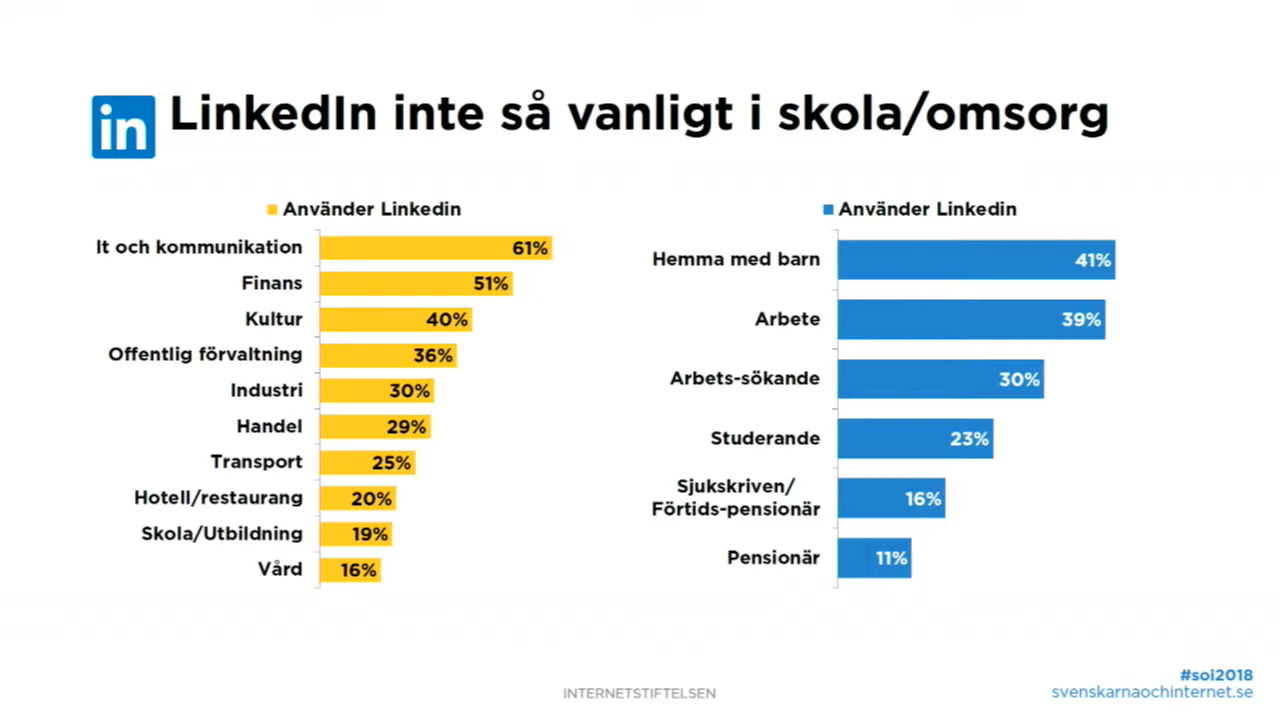 in
LinkedIn inte så vanligt i skola/omsorg
Använder Linkedin
It och kommunikation 61%
Finans 51%
Kultur 40%
Offentlig förvaltning 36%
Industri 30%
Handel 29%
Transport 25%
Hotell/restaurang 20%
Skola/Utbildning 19%
Vård 16%
Använder Linkedin
Hemma med barn 41%
Arbete 39%
Arbets-sökande 30%
Studerande 23%
Sjukskriven/
Förtids-pensionär 16%
Pensionär 11%
INTERNETSTIFTELSEN
#soi2018
svenskarnaochinternet.se